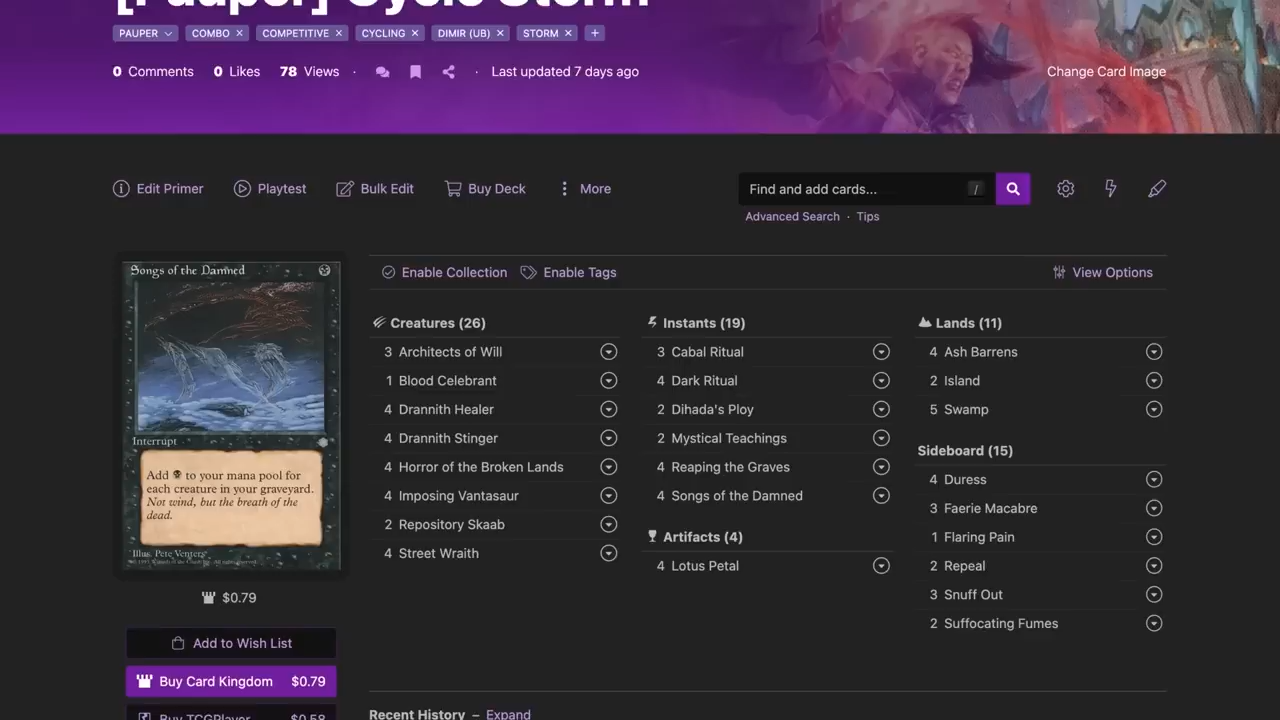 [Pauper] Cycle Storm
PAUPER
COMBO ×
COMPETITIVE ×
CYCLING ×
DIMIR (UB) ×
STORM ×
+
0 Comments
0 Likes
78 Views
·
·
Last updated 7 days ago
Change Card Image
Edit Primer
Playtest
Bulk Edit
Buy Deck
More
Find and add cards...
/
Advanced Search · Tips
Songs of the Damned
Interrupt
Add to your mana pool for
each creature in your graveyard.
Not wind, but the breath of the
dead.
Illus. Pete Venters
$0.79
Add to Wish List
Buy Card Kingdom $0.79
Buy TCGPlayer $0.58
Enable Collection
Enable Tags
View Options
Creatures (26)
3 Architects of Will
1 Blood Celebrant
4 Drannith Healer
4 Drannith Stinger
4 Horror of the Broken Lands
4 Imposing Vantasaur
2 Repository Skaab
4 Street Wraith
Instants (19)
3 Cabal Ritual
4 Dark Ritual
2 Dihada's Ploy
2 Mystical Teachings
4 Reaping the Graves
4 Songs of the Damned
Artifacts (4)
4 Lotus Petal
Lands (11)
4 Ash Barrens
2 Island
5 Swamp
Sideboard (15)
4 Duress
3 Faerie Macabre
1 Flaring Pain
2 Repeal
3 Snuff Out
2 Suffocating Fumes
Recent History – Expand